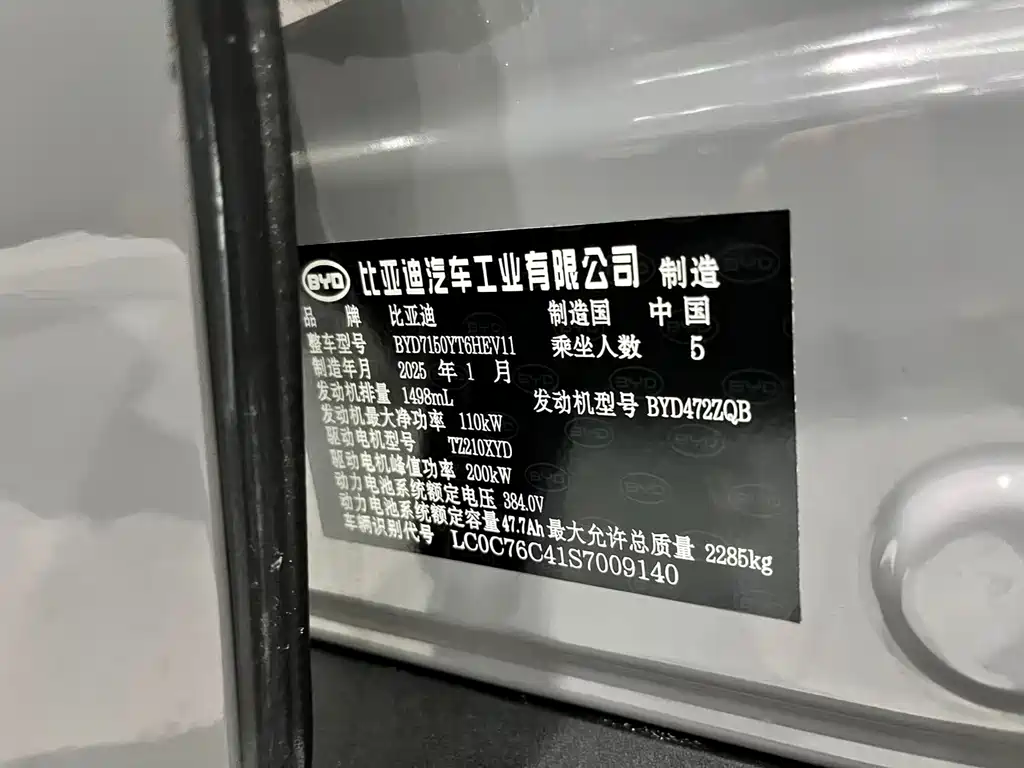 BYD 比亚迪汽车工业有限公司 制造
品 牌 比亚迪 制造国 中国
整车型号 BYD7150YT6HEV11 乘坐人数 5
制造年月 2025 年 1 月
发动机排量 1498mL 发动机型号 BYD472ZQB
发动机最大净功率 110kW
驱动电机型号 TZ210XYD
驱动电机峰值功率 200kW
动力电池系统额定电压 384.0V
动力电池系统额定容量 47.7Ah 最大允许总质量 2285kg
车辆识别代号 LC0C76C41S7009140